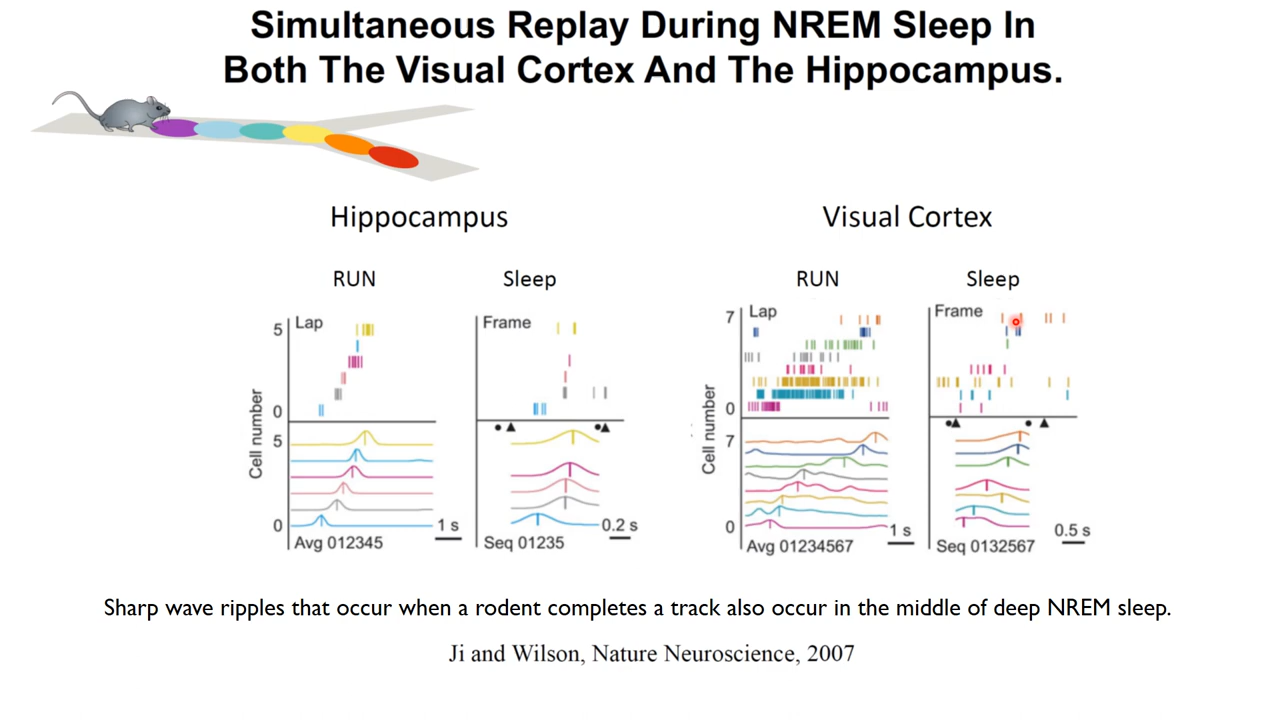 Simultaneous Replay During NREM Sleep In
Both The Visual Cortex And The Hippocampus.
Hippocampus
Visual Cortex
RUN
Sleep
RUN
Sleep
Cell number
5
Lap
0
5
0
Avg 012345
1 s
Frame
Seq 01235
0.2 s
Cell number
7
Lap
0
7
0
Avg 01234567
1 s
Frame
Seq 0132567
0.5 s
Sharp wave ripples that occur when a rodent completes a track also occur in the middle of deep NREM sleep.
Ji and Wilson, Nature Neuroscience, 2007